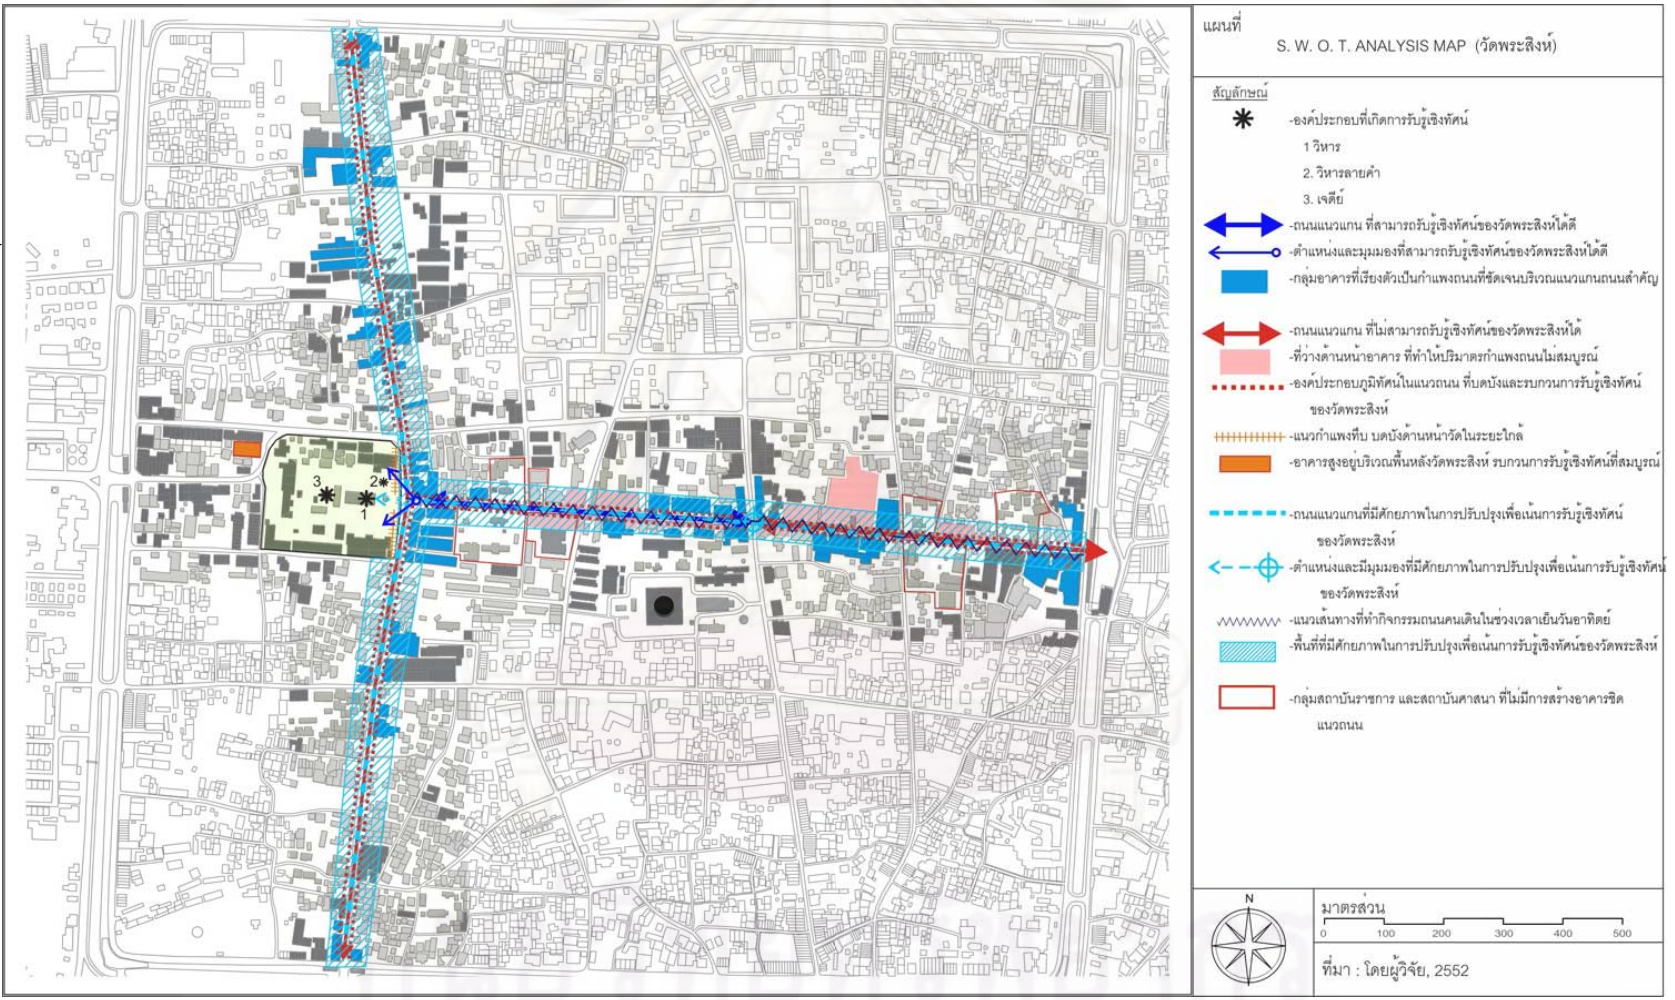 แผนที่
S. W. O. T. ANALYSIS MAP (วัดพระสิงห์)
สัญลักษณ์
-องค์ประกอบที่เกิดการรับรู้เชิงทัศน์
1 วิหาร
2. วิหารลายคำ
3. เจดีย์
-ถนนแนวแกน ที่สามารถรับรู้เชิงทัศน์ของวัดพระสิงห์ได้ดี
-ตำแหน่งและมุมมองที่สามารถรับรู้เชิงทัศน์ของวัดพระสิงห์ได้ดี
-กลุ่มอาคารที่เรียงตัวเป็นกำแพงถนนที่ชัดเจนบริเวณแนวแกนถนนสำคัญ
-ถนนแนวแกน ที่ไม่สามารถรับรู้เชิงทัศน์ของวัดพระสิงห์ได้
-ที่ว่างด้านหน้าอาคาร ที่ทำให้ปริมาตรกำแพงถนนไม่สมบูรณ์
-องค์ประกอบภูมิทัศน์ในแนวถนน ที่บดบังและรบกวนการรับรู้เชิงทัศน์
ของวัดพระสิงห์
-แนวกำแพงทึบ บดบังด้านหน้าวัดในระยะใกล้
-อาคารสูงอยู่บริเวณพื้นหลังวัดพระสิงห์ รบกวนการรับรู้เชิงทัศน์ที่สมบูรณ์
-ถนนแนวแกนที่มีศักยภาพในการปรับปรุงเพื่อเน้นการรับรู้เชิงทัศน์
ของวัดพระสิงห์
-ตำแหน่งและมีมุมมองที่มีศักยภาพในการปรับปรุงเพื่อเน้นการรับรู้เชิงทัศน์
ของวัดพระสิงห์
-แนวเส้นทางที่ทำกิจกรรมถนนคนเดินในช่วงเวลาเย็นวันอาทิตย์
-พื้นที่ที่มีศักยภาพในการปรับปรุงเพื่อเน้นการรับรู้เชิงทัศน์ของวัดพระสิงห์
-กลุ่มสถาบันราชการ และสถาบันศาสนา ที่ไม่มีการสร้างอาคารชิด
แนวถนน
3
2
1
N
มาตรส่วน
0 100 200 300 400 500
ที่มา : โดยผู้วิจัย, 2552